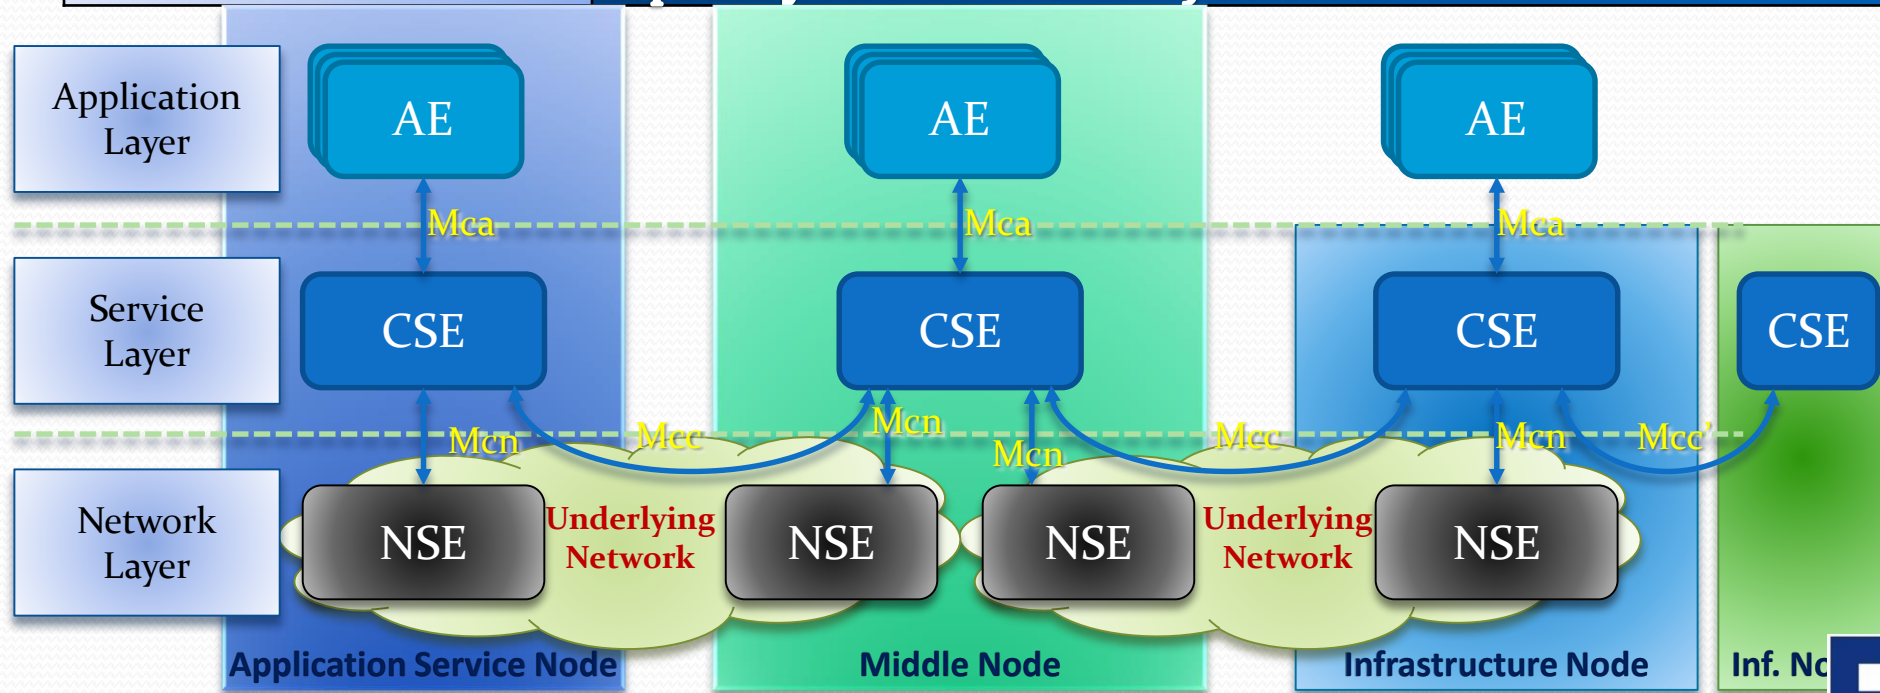 Application
Layer
AE
AE
AE
Mca
Mca
Mca
Service
Layer
CSE
CSE
CSE
CSE
Mcn
Mcc
Mcn
Mcn
Mcc
Mcn
Mcc'
Network
Layer
NSE
Underlying
Network
NSE
NSE
Underlying
Network
NSE
Application Service Node
Middle Node
Infrastructure Node
Inf.